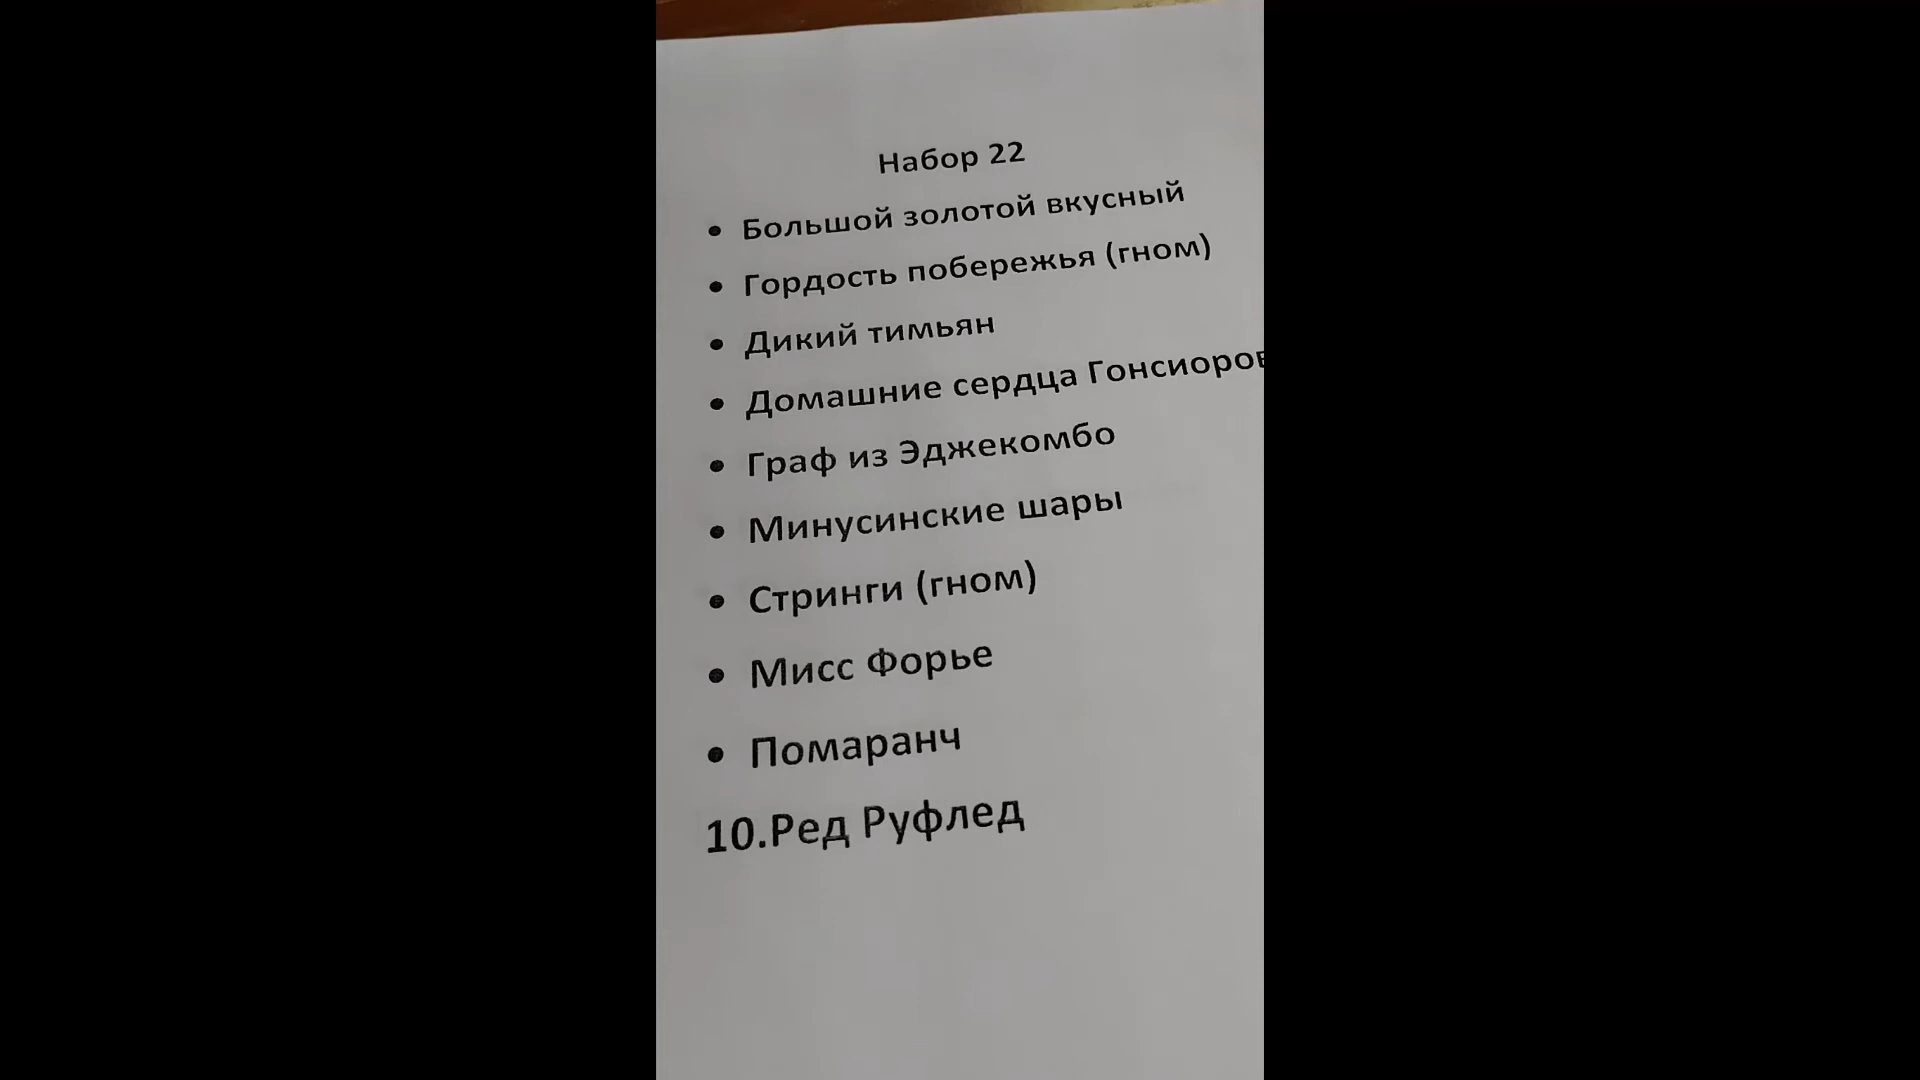 Набор 22
• Большой золотой вкусный
• Гордость побережья (гном)
• Дикий тимьян
• Домашние сердца Гонсиоров
• Граф из Эджекомбо
• Минусинские шары
• Стринги (гном)
• Мисс Форье
• Помаранч
10.Ред Руфлед